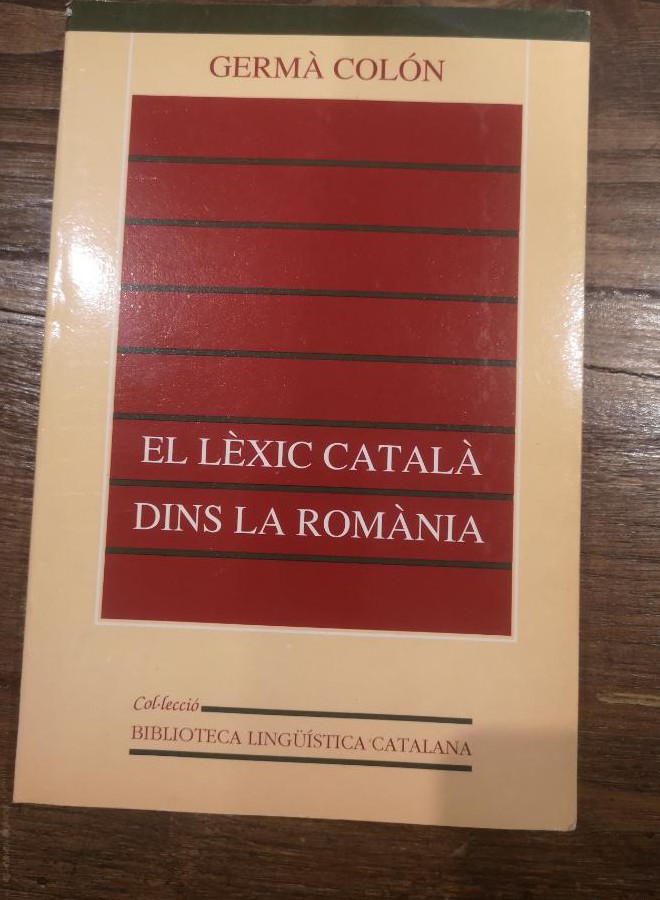 GERMÀ COLÓN
EL LÈXIC CATALÀ
DINS LA ROMÀNIA
Col·lecció
BIBLIOTECA LINGÜÍSTICA CATALANA